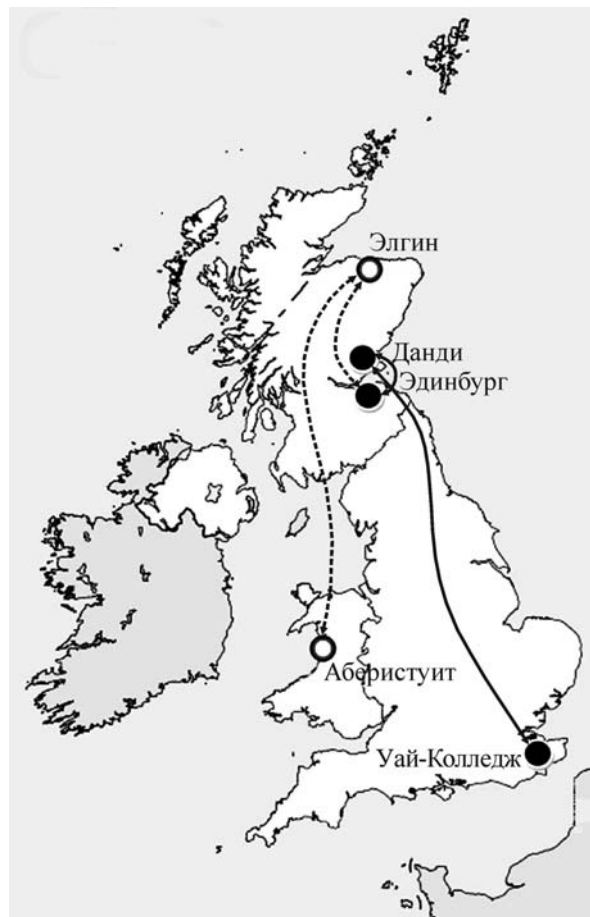 Элгин
Данди
Эдинбург
Аберистуит
Уай-Колледж